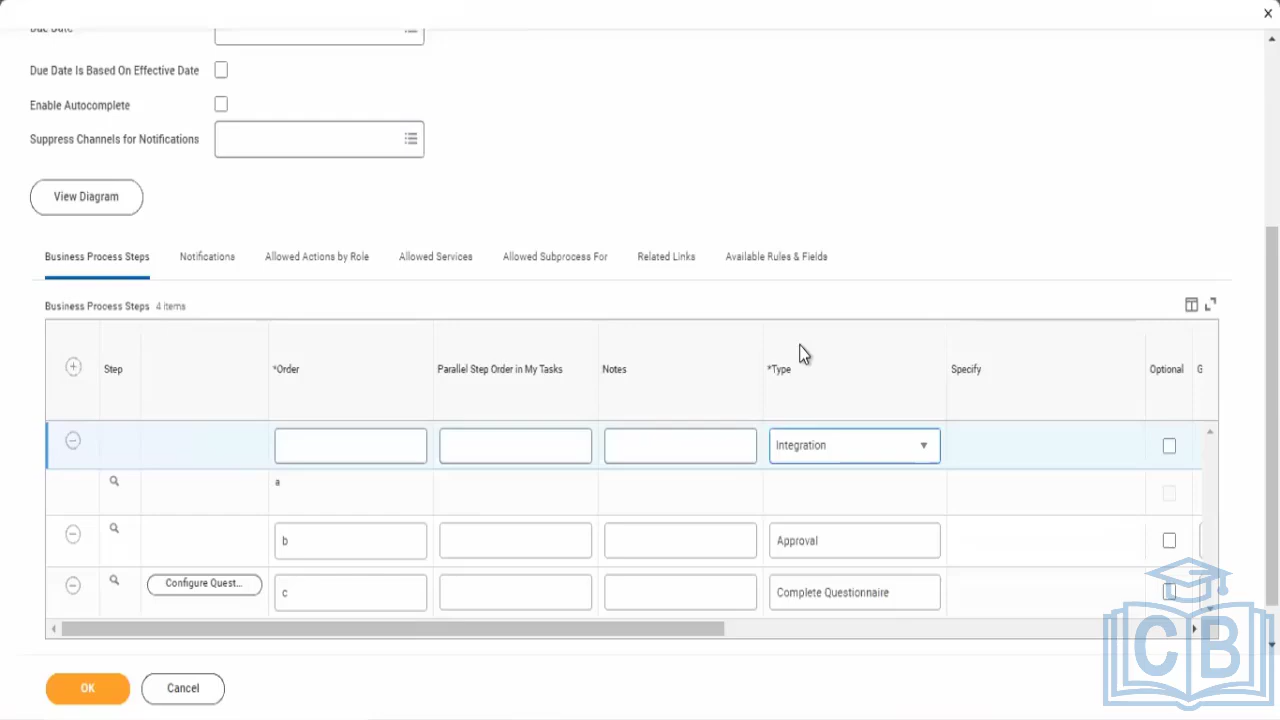 Due Date
Due Date Is Based On Effective Date
Enable Autocomplete
Suppress Channels for Notifications
View Diagram
Business Process Steps Notifications Allowed Actions by Role Allowed Services Allowed Subprocess For Related Links Available Rules & Fields
Business Process Steps 4 items
Step *Order Parallel Step Order in My Tasks Notes *Type Specify Optional G
Integration
a
b Approval
Configure Quest... c Complete Questionnaire
OK Cancel
CB